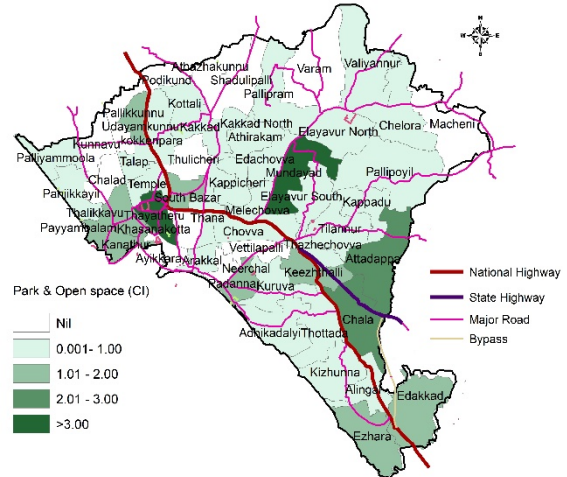 N
W E
S
Athazhakunnu
Podikund
Shadulipalli
Varam
Valiyannur
Pallipram
Kottali
Pallikkunnu
Udayamkunnu
Kakkad
Kakkad North
Elayavur North
Chelora
Macheni
kokkenpara
Athirakam
Kunnavu
Palliyammoola
Talap
Thulicheri
Edachovva
Mundayad
Pallipoyil
Chalad
Temple
Kappicheri
Panjikkayil
South Bazar
Elayavur South
Kappadu
Thalikkavu
Thayatheru
Thana
Melechovva
Payyambalam
Khasanakotta
Chovva
Tilannur
Kanathur
Thazhechovva
Ayikkara
Arakkal
Vettilapalli
Attadappa
Neerchal
Keezhthalli
Padannai
Kuruva
Chala
Adhikadalyi
Thottada
Kizhunna
Alinga
Edakkad
Ezhara
National Highway
State Highway
Major Road
Bypass
Park & Open space (CI)
Nil
0.001- 1.00
1.01 - 2.00
2.01 - 3.00
>3.00